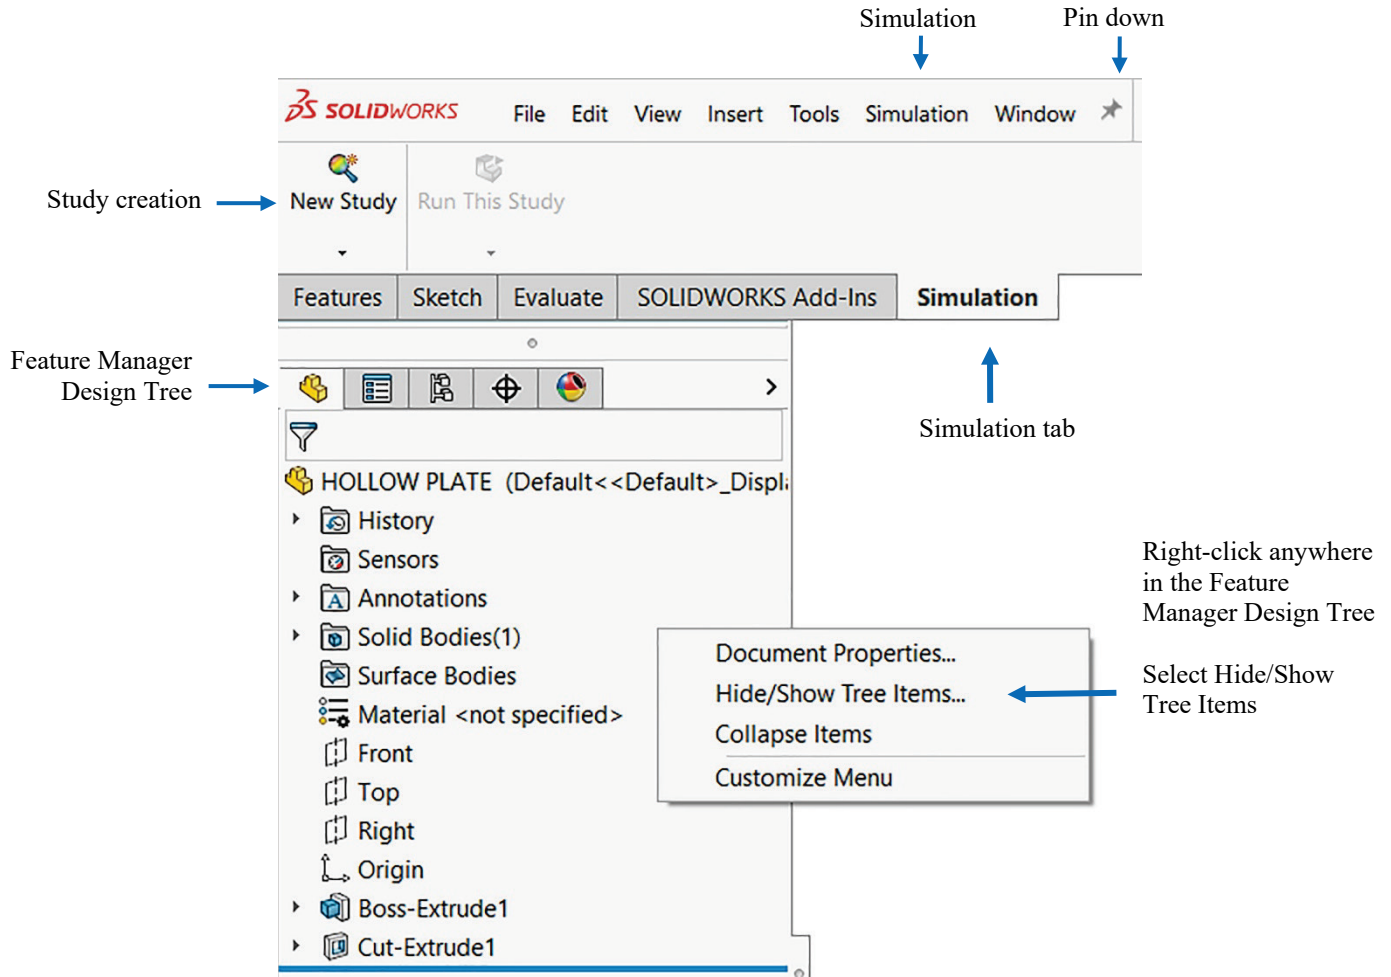 Simulation Pin down
SOLIDWORKS File Edit View Insert Tools Simulation Window
Study creation New Study Run This Study
Features Sketch Evaluate SOLIDWORKS Add-Ins Simulation
Feature Manager
Design Tree
Simulation tab
HOLLOW PLATE (Default<<Default>_Displ
History
Sensors
Annotations
Solid Bodies(1)
Surface Bodies
Material <not specified>
Front
Top
Right
Origin
Boss-Extrude1
Cut-Extrude1
Document Properties...
Hide/Show Tree Items...
Collapse Items
Customize Menu
Right-click anywhere
in the Feature
Manager Design Tree
Select Hide/Show
Tree Items